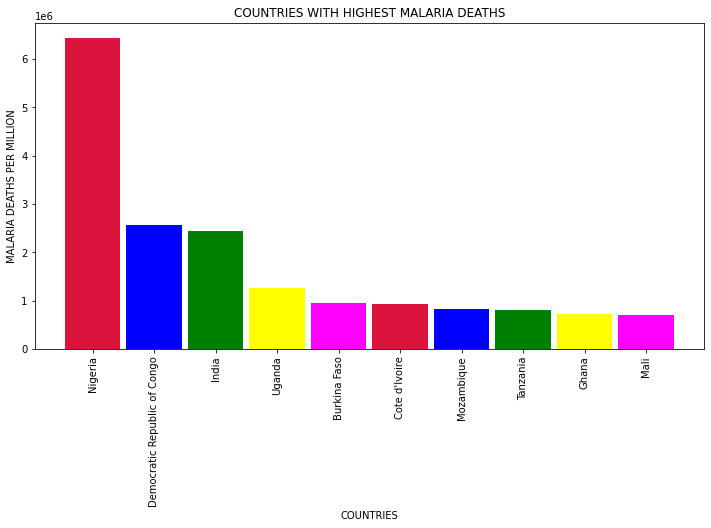 COUNTRIES WITH HIGHEST MALARIA DEATHS
1e6
6
5
4
3
2
1
0
MALARIA DEATHS PER MILLION
Nigeria
Democratic Republic of Congo
India
Uganda
Burkina Faso
Cote d"Ivoire
Mozambique
Tanzania
Ghana
Mali
COUNTRIES